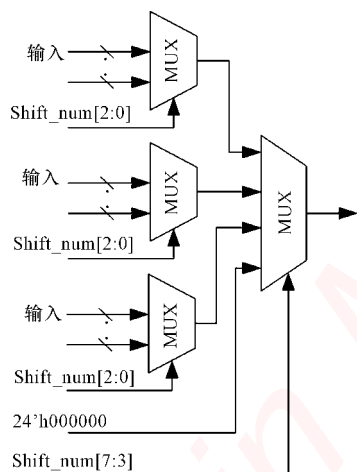 输入
MUX
Shift_num[2:0]
MUX
输入
MUX
Shift_num[2:0]
输入
MUX
Shift_num[2:0]
24'h000000
Shift_num[7:3]